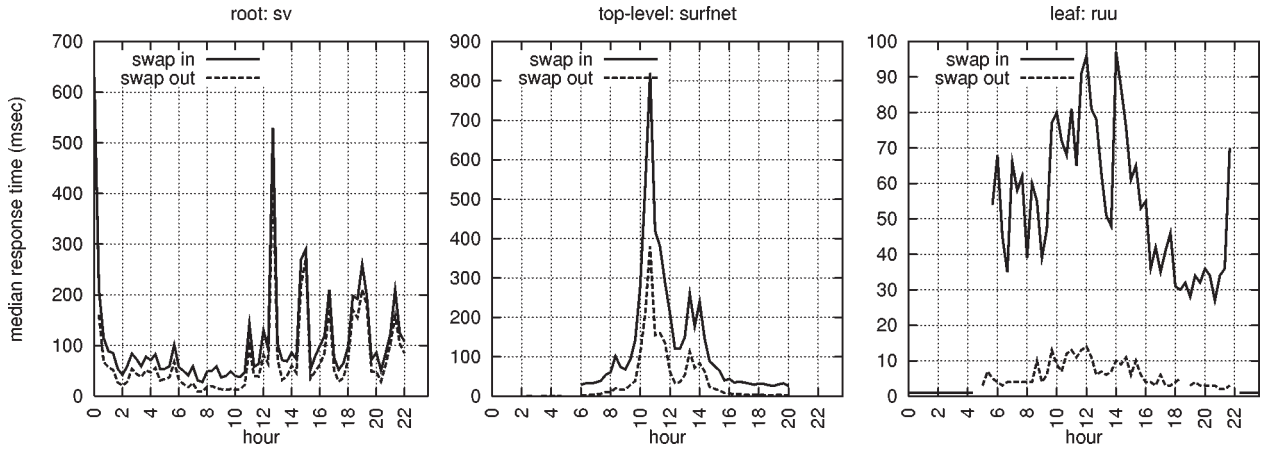 root: sv
median response time (msec)
700
600
500
400
300
200
100
0
swap in
swap out
0 2 4 6 8 10 12 14 16 18 20 22
hour
top-level: surfnet
900
800
700
600
500
400
300
200
100
0
swap in
swap out
0 2 4 6 8 10 12 14 16 18 20 22
hour
leaf: ruu
100
90
80
70
60
50
40
30
20
10
0
swap in
swap out
0 2 4 6 8 10 12 14 16 18 20 22
hour